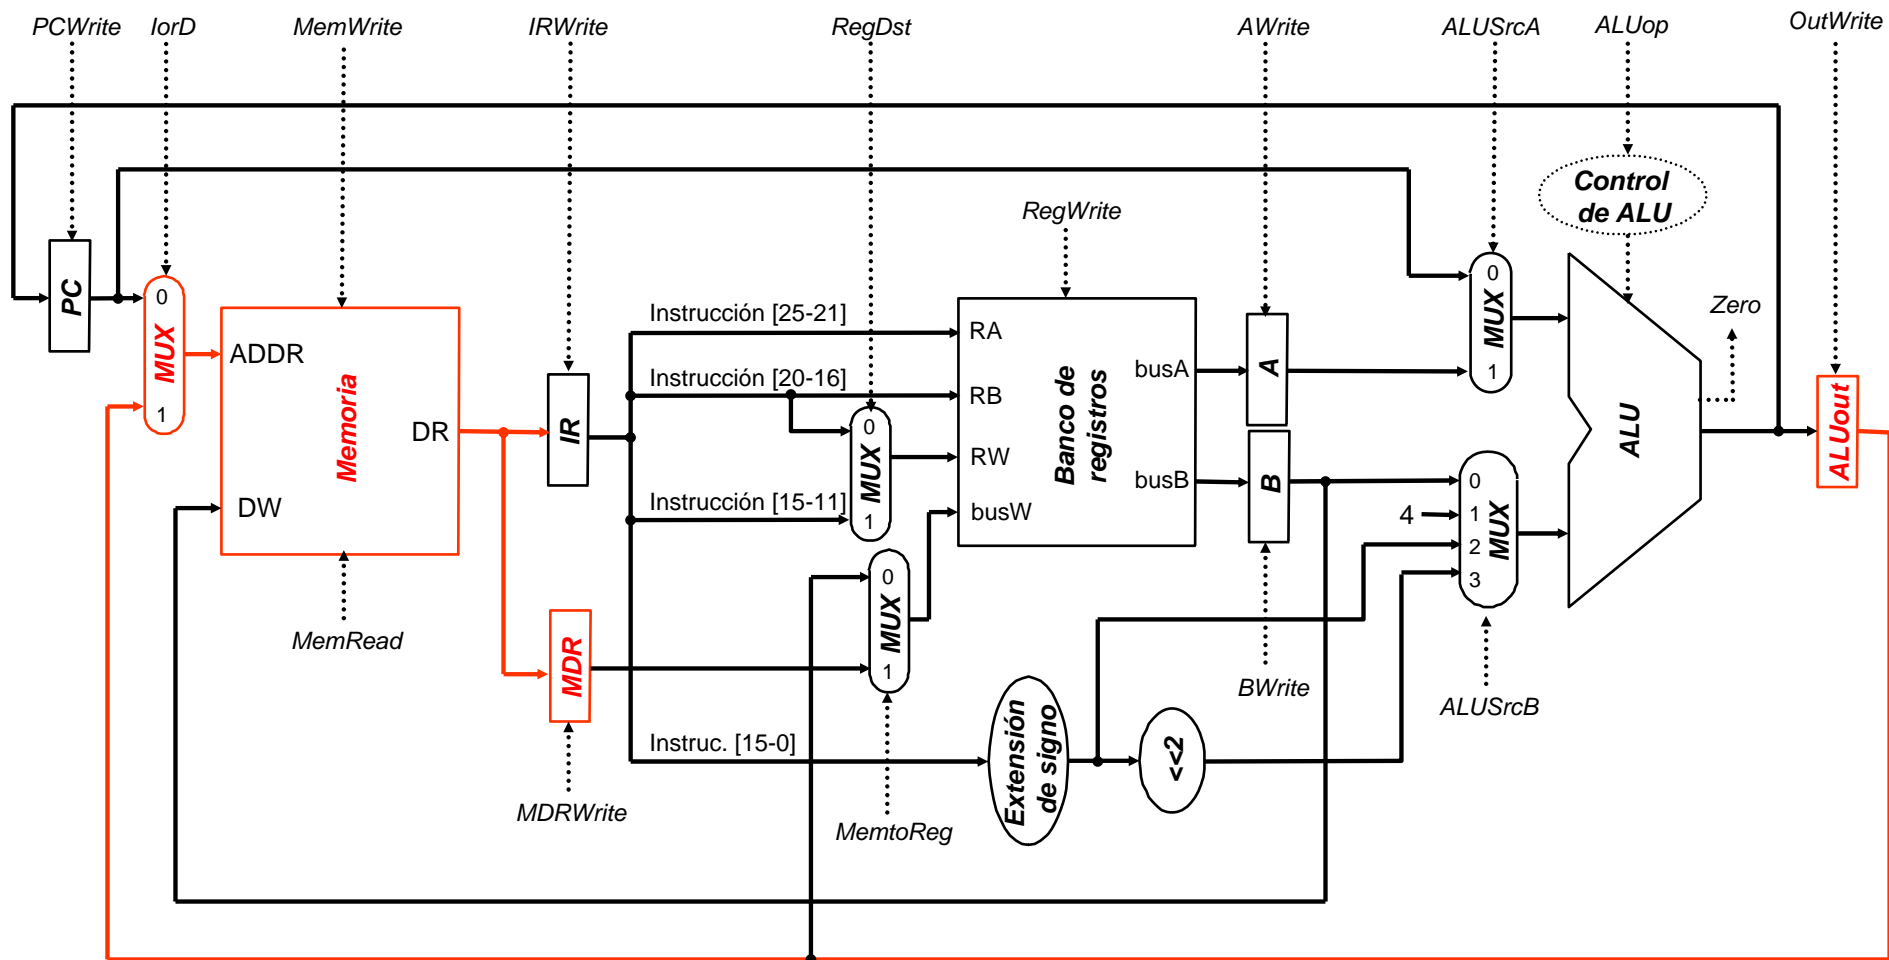 PCWrite
IorD
MemWrite
IRWrite
RegDst
AWrite
ALUSrcA
ALUop
OutWrite
Control
de ALU
RegWrite
PC
0
MUX
1
ADDR
Memoria
DR
DW
MemRead
IR
MDR
MDRWrite
Instrucción [25-21]
Instrucción [20-16]
0
MUX
1
Instrucción [15-11]
0
MUX
1
MemtoReg
Instruc. [15-0]
RA
RB
RW
busW
Banco de
registros
busA
busB
A
B
BWrite
Extensión
de signo
<<2
0
MUX
1
4
0
1
2
3
MUX
ALUSrcB
ALU
Zero
ALUout